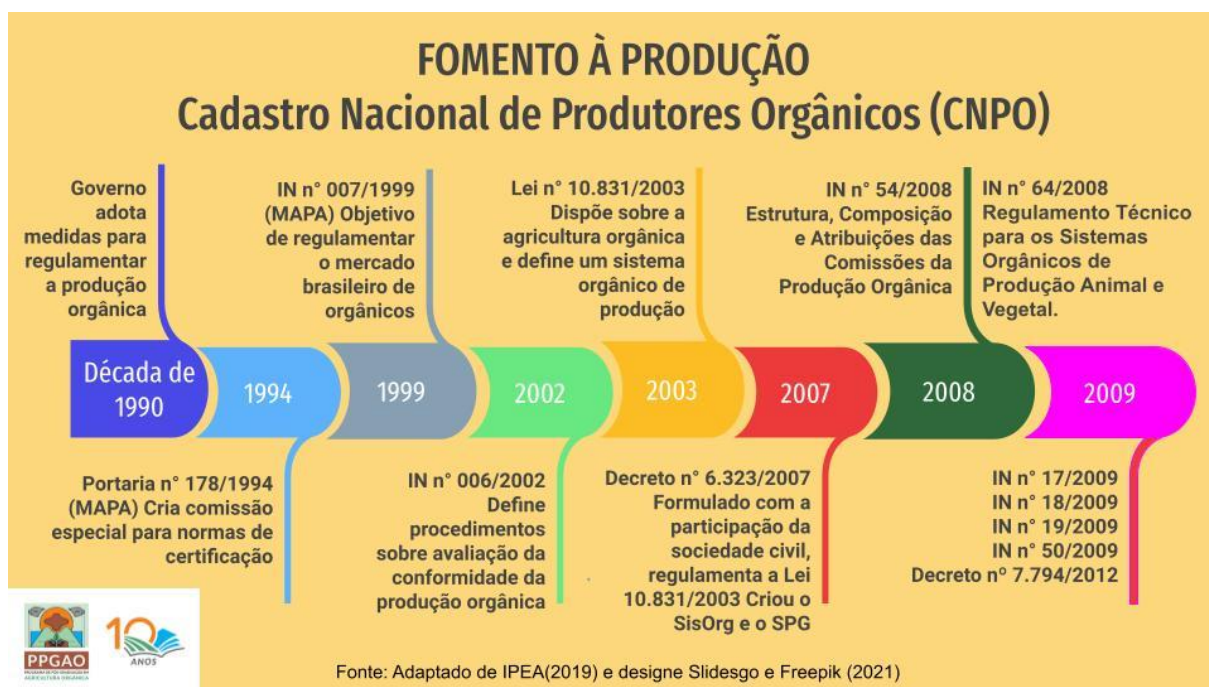 FOMENTO À PRODUÇÃO
Cadastro Nacional de Produtores Orgânicos (CNPO)
Governo
adota
medidas para
regulamentar
a produção
orgânica
IN n° 007/1999
(MAPA) Objetivo
de regulamentar
o mercado
brasileiro de
orgânicos
Lei n° 10.831/2003
Dispõe sobre a
agricultura orgânica
e define um sistema
orgânico de
produção
IN n° 54/2008
Estrutura, Composição
e Atribuições das
Comissões da
Produção Orgânica
IN n° 64/2008
Regulamento Técnico
para os Sistemas
Orgânicos de
Produção Animal e
Vegetal.
Década de
1990
1994
1999
2002
2003
2007
2008
2009
Portaria n° 178/1994
(MAPA) Cria comissão
especial para normas de
certificação
IN n° 006/2002
Define
procedimentos
sobre avaliação da
conformidade da
produção orgânica
Decreto n° 6.323/2007
Formulado com a
participação da
sociedade civil,
regulamenta a Lei
10.831/2003 Criou o
SisOrg e o SPG
IN n° 17/2009
IN n° 18/2009
IN n° 19/2009
IN n° 50/2009
Decreto nº 7.794/2012
PPGAO
PROGRAMA DE PÓS-GRADUAÇÃO EM
AGRICULTURA ORGÂNICA
10
ANOS
Fonte: Adaptado de IPEA(2019) e designe Slidesgo e Freepik (2021)